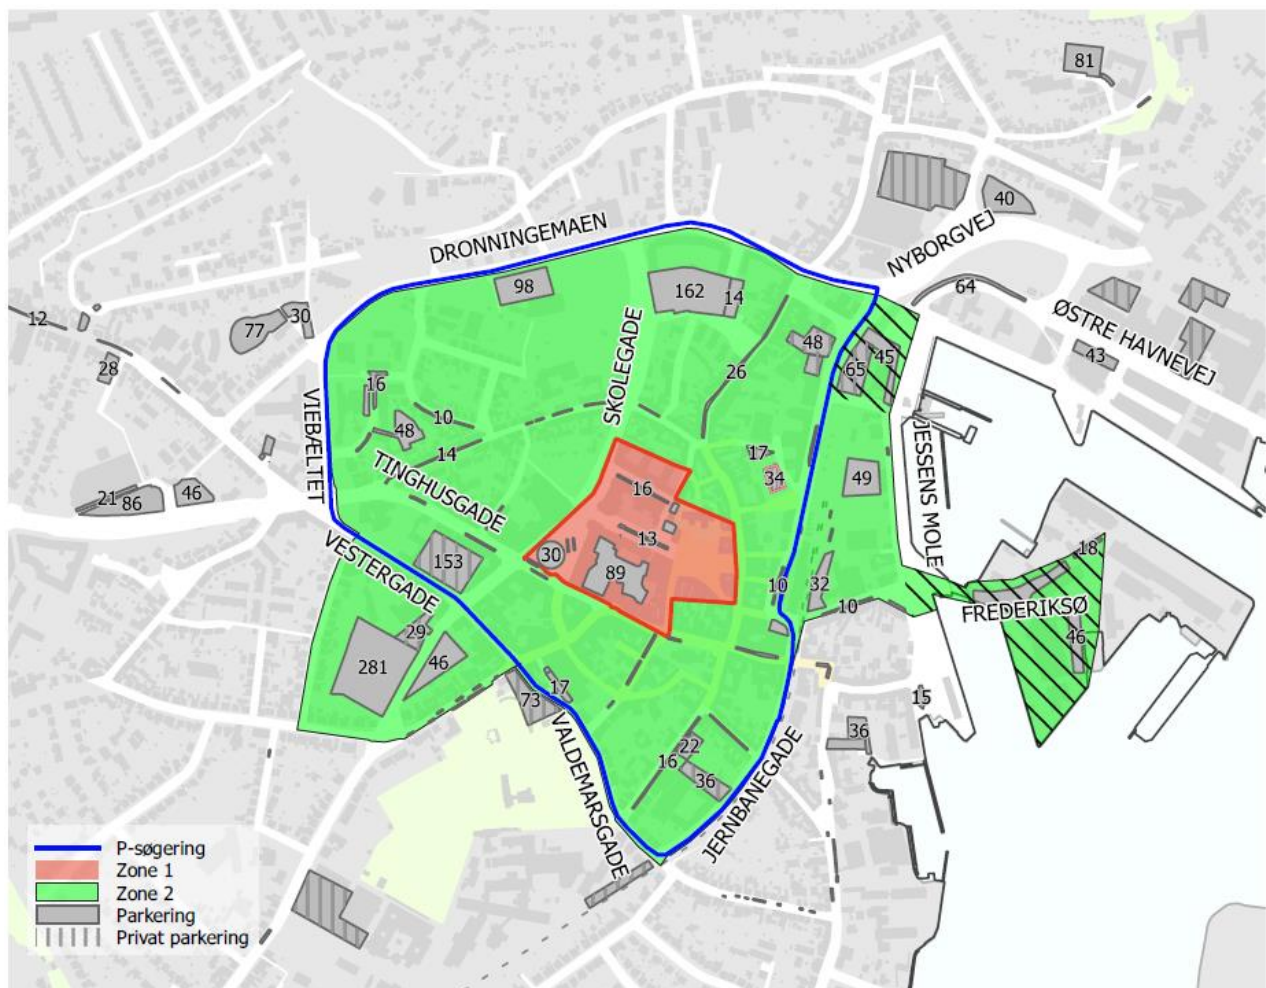 81
40
NYBORGVEJ
DRONNINGEMAEN
98
162
14
64
ØSTRE HAVNEVEJ
12
77
30
28
48
45
65
43
26
16
10
48
14
SKOLEGADE
VIEBÆLTET
TINGHUSGADE
17
34
49
JESSENS MOLE
21
86
46
16
13
30
89
153
VESTERGADE
10
32
10
18
FREDERIKSØ
46
29
281
46
73
17
15
36
22
16
36
VALDEMARSGADE
JERNBANEGADE
P-søgering
Zone 1
Zone 2
Parkering
Privat parkering